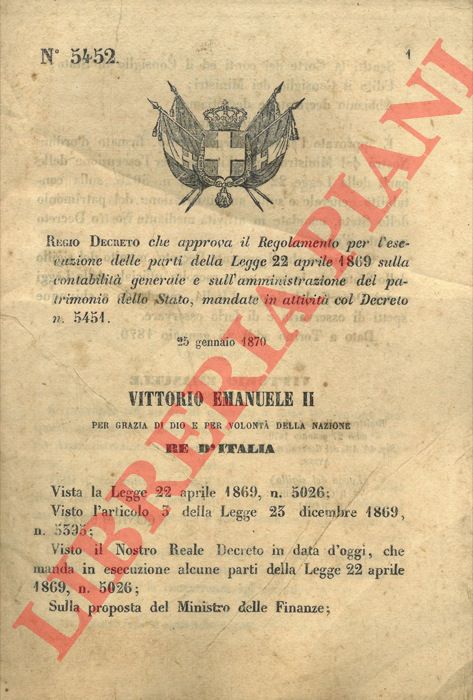 N° 5452.
1
REGIO DECRETO che approva il Regolamento per l'ese-
cuzione delle parti della Legge 22 aprile 1869 sulla
contabilità generale e sull'amministrazione del pa-
trimonio dello Stato, mandate in attività col Decreto
n. 5451.
25 gennaio 1870
VITTORIO EMANUELE II
PER GRAZIA DI DIO E PER VOLONTÀ DELLA NAZIONE
RE D'ITALIA
Vista la Legge 22 aprile 1869, n. 5026;
Visto l'articolo 3 della Legge 23 dicembre 1869,
n. 5395;
Visto il Nostro Reale Decreto in data d'oggi, che
manda in esecuzione alcune parti della Legge 22 aprile
1869, n. 5026;
Sulla proposta del Ministro delle Finanze;
LIBRERIA PIANI